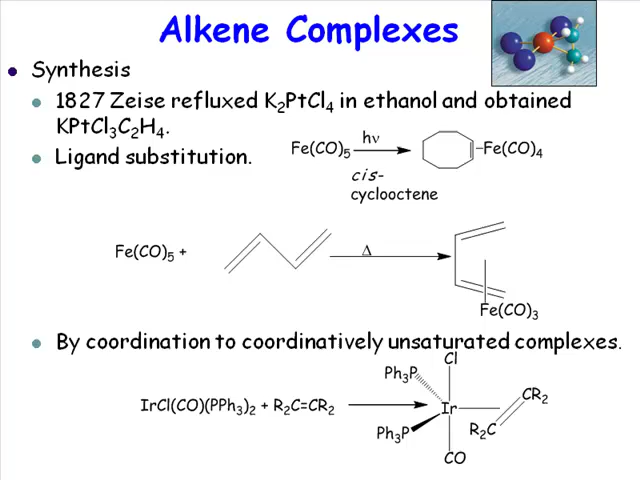 Alkene Complexes
Synthesis
1827 Zeise refluxed K₂PtCl₄ in ethanol and obtained
KPtCl₃C₂H₄.
Ligand substitution.
Fe(CO)₅
hν
cis-
cyclooctene
Fe(CO)₄
Fe(CO)₅ +
Δ
Fe(CO)₃
By coordination to coordinatively unsaturated complexes.
IrCl(CO)(PPh₃)₂ + R₂C=CR₂
Cl
Ph₃P
CR₂
Ir
Ph₃P
R₂C
CO